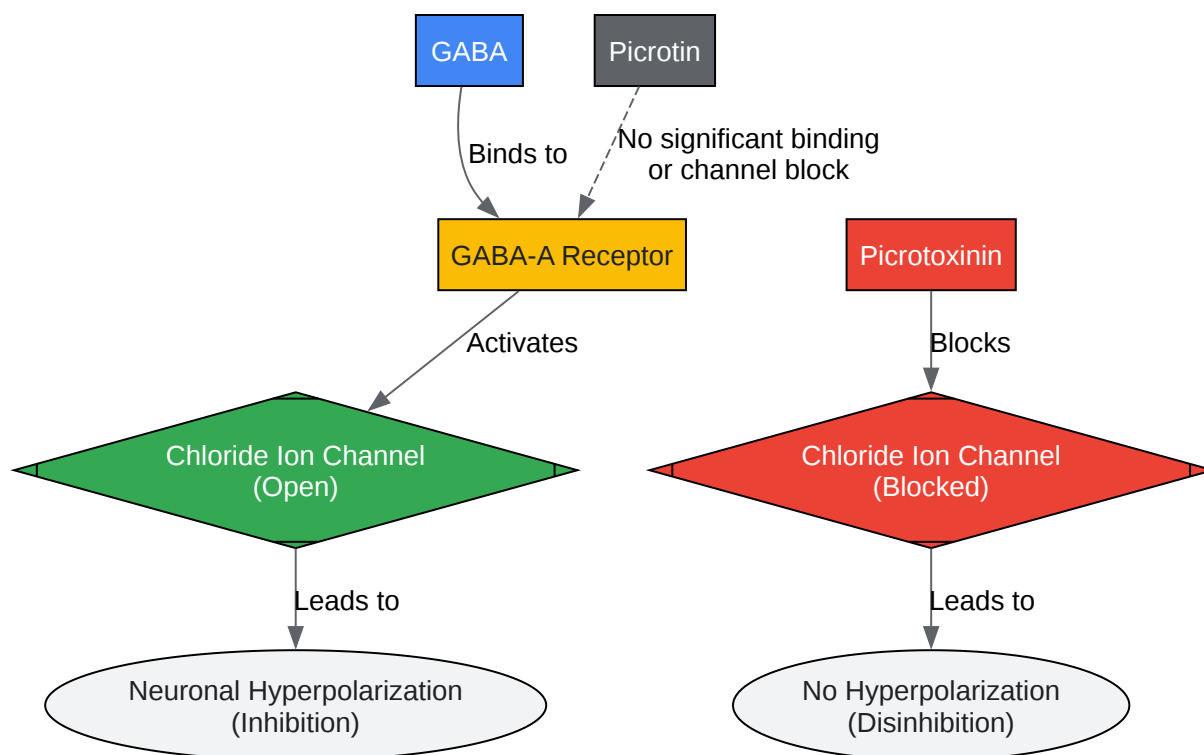 GABA
Picrotin
Binds to
No significant binding
or channel block
GABA-A Receptor
Picrotoxinin
Activates
Blocks
Chloride Ion Channel
(Open)
Chloride Ion Channel
(Blocked)
Leads to
Leads to
Neuronal Hyperpolarization
(Inhibition)
No Hyperpolarization
(Disinhibition)